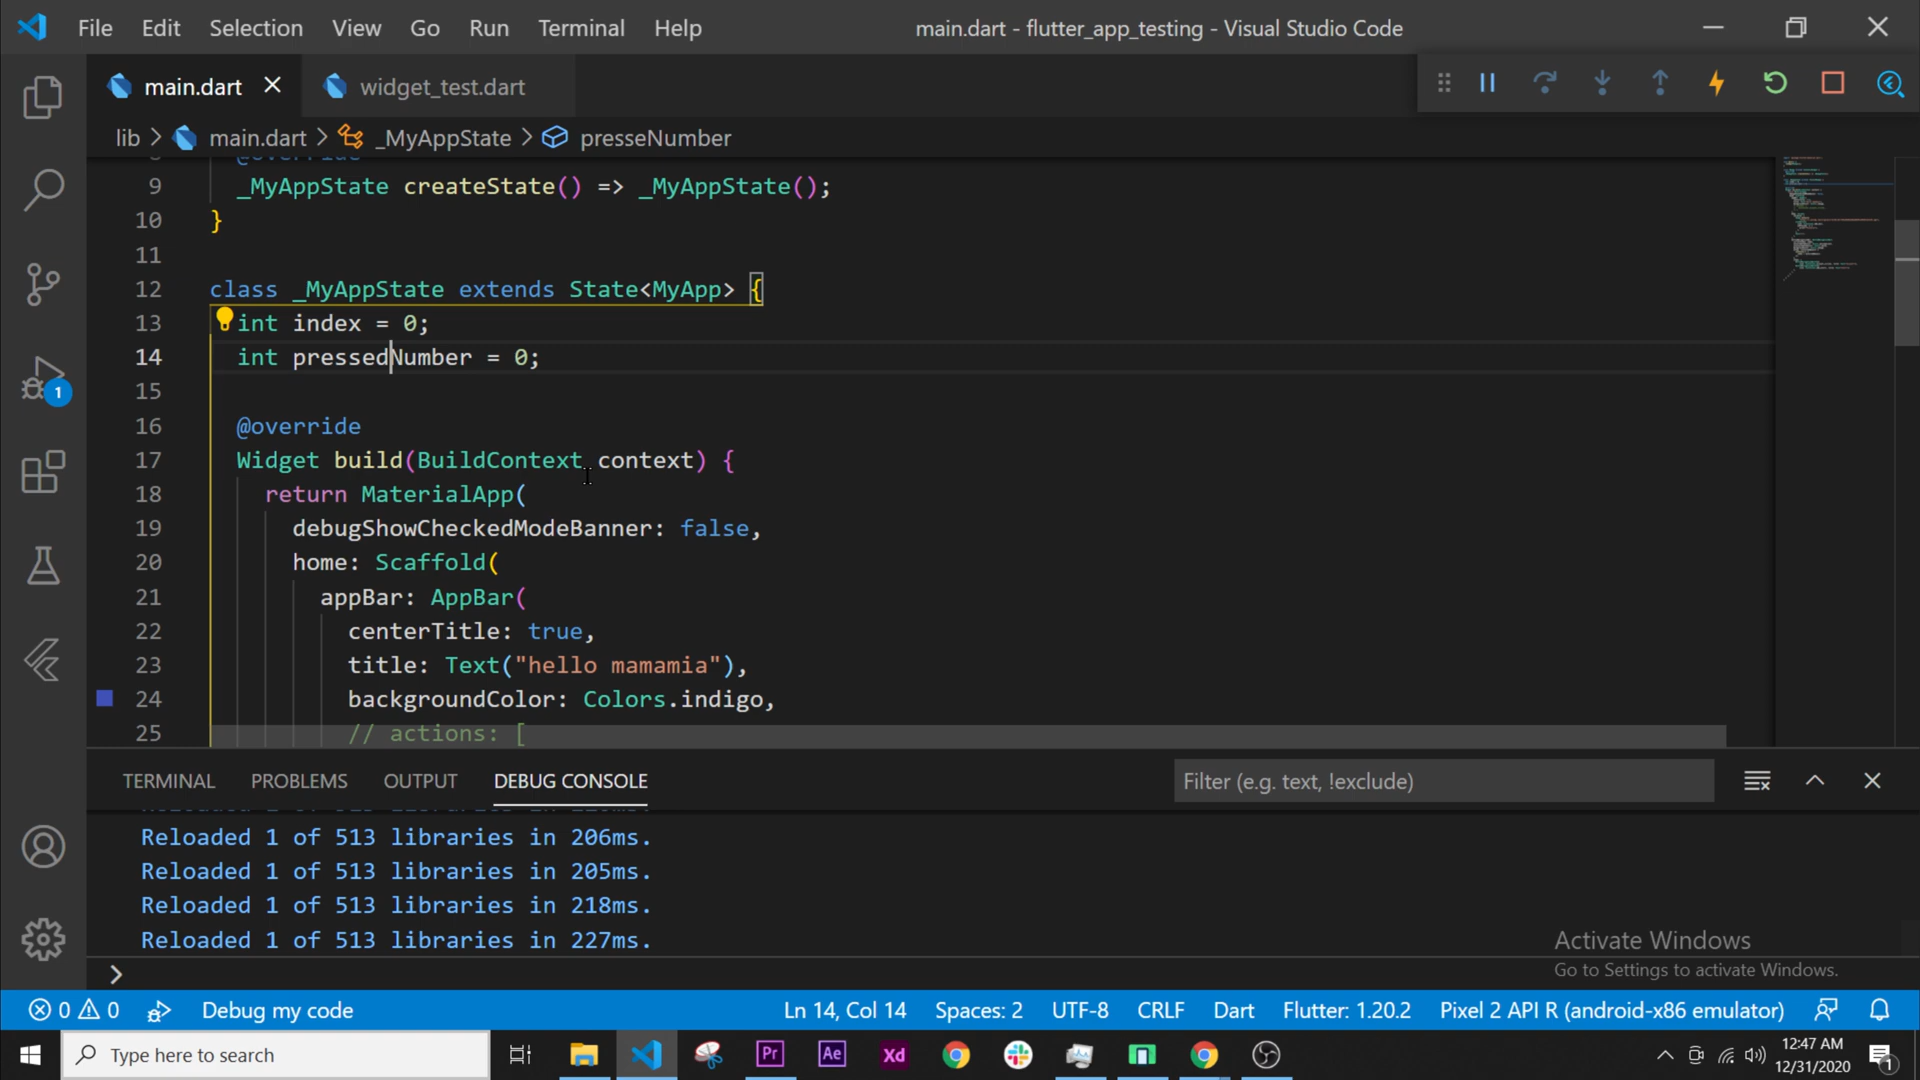 File Edit Selection View Go Run Terminal Help
main.dart - flutter_app_testing - Visual Studio Code
main.dart
widget_test.dart
lib > main.dart > _MyAppState > presseNumber
@override
9 _MyAppState createState() => _MyAppState();
10 }
11
12 class _MyAppState extends State<MyApp> {
13 int index = 0;
14 int pressedNumber = 0;
15
16 @override
17 Widget build(BuildContext context) {
18 return MaterialApp(
19 debugShowCheckedModeBanner: false,
20 home: Scaffold(
21 appBar: AppBar(
22 centerTitle: true,
23 title: Text("hello mamamia"),
24 backgroundColor: Colors.indigo,
25 // actions: [
1
TERMINAL PROBLEMS OUTPUT DEBUG CONSOLE
Filter (e.g. text, !exclude)
Reloaded 1 of 513 libraries in 206ms.
Reloaded 1 of 513 libraries in 205ms.
Reloaded 1 of 513 libraries in 218ms.
Reloaded 1 of 513 libraries in 227ms.
>
Activate Windows
Go to Settings to activate Windows.
0 0 Debug my code
Ln 14, Col 14 Spaces: 2 UTF-8 CRLF Dart Flutter: 1.20.2 Pixel 2 API R (android-x86 emulator)
Type here to search
Pr Ae Xd
12:47 AM
12/31/2020
1